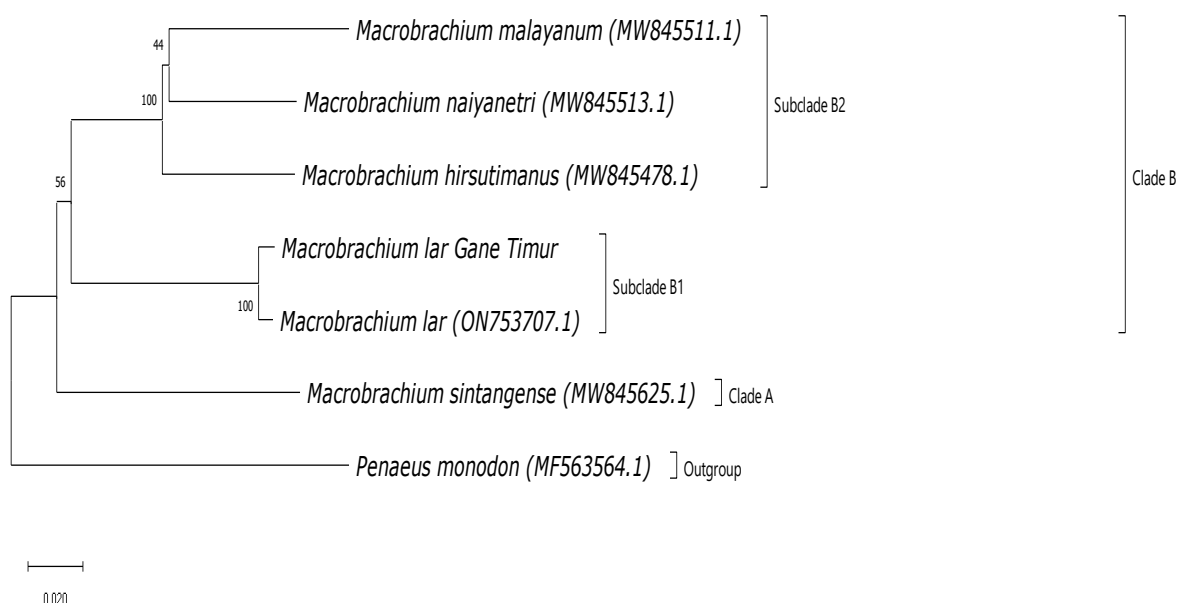 44
Macrobrachium malayanum (MW845511.1)
100
Macrobrachium naiyanetri (MW845513.1)
Subclade B2
56
Macrobrachium hirsutimanus (MW845478.1)
Clade B
Macrobrachium lar Gane Timur
Subclade B1
100
Macrobrachium lar (ON753707.1)
Macrobrachium sintangense (MW845625.1)
Clade A
Penaeus monodon (MF563564.1)
Outgroup
0.020